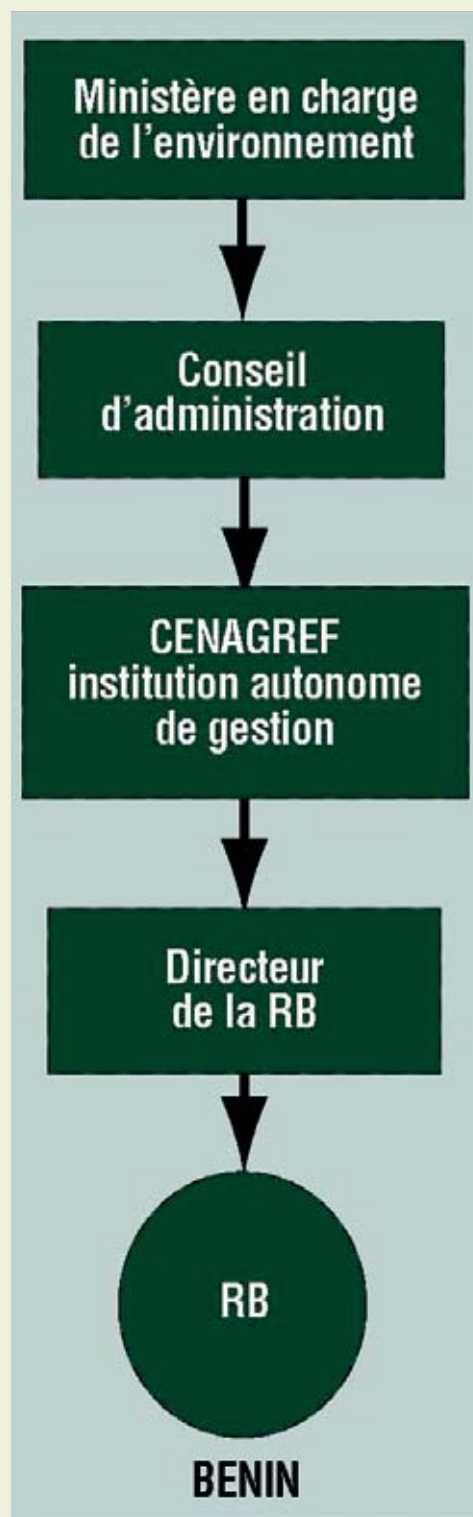 Ministère en charge
de l’environnement
Conseil
d’administration
CENAGREF
institution autonome
de gestion
Directeur
de la RB
RB
BENIN